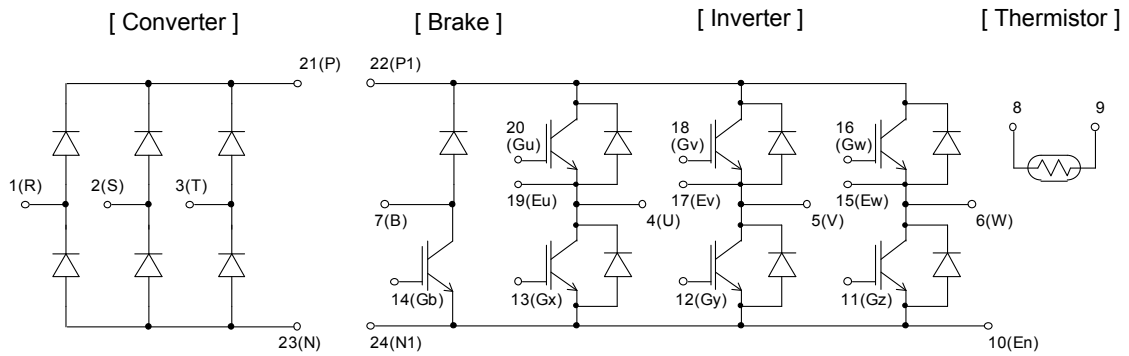 [ Converter ]
[ Brake ]
[ Inverter ]
[ Thermistor ]
21(P)
22(P1)
8
9
20
(Gu)
18
(Gv)
16
(Gw)
1(R)
2(S)
3(T)
19(Eu)
17(Ev)
15(Ew)
7(B)
4(U)
5(V)
6(W)
14(Gb)
13(Gx)
12(Gy)
11(Gz)
23(N)
24(N1)
10(En)